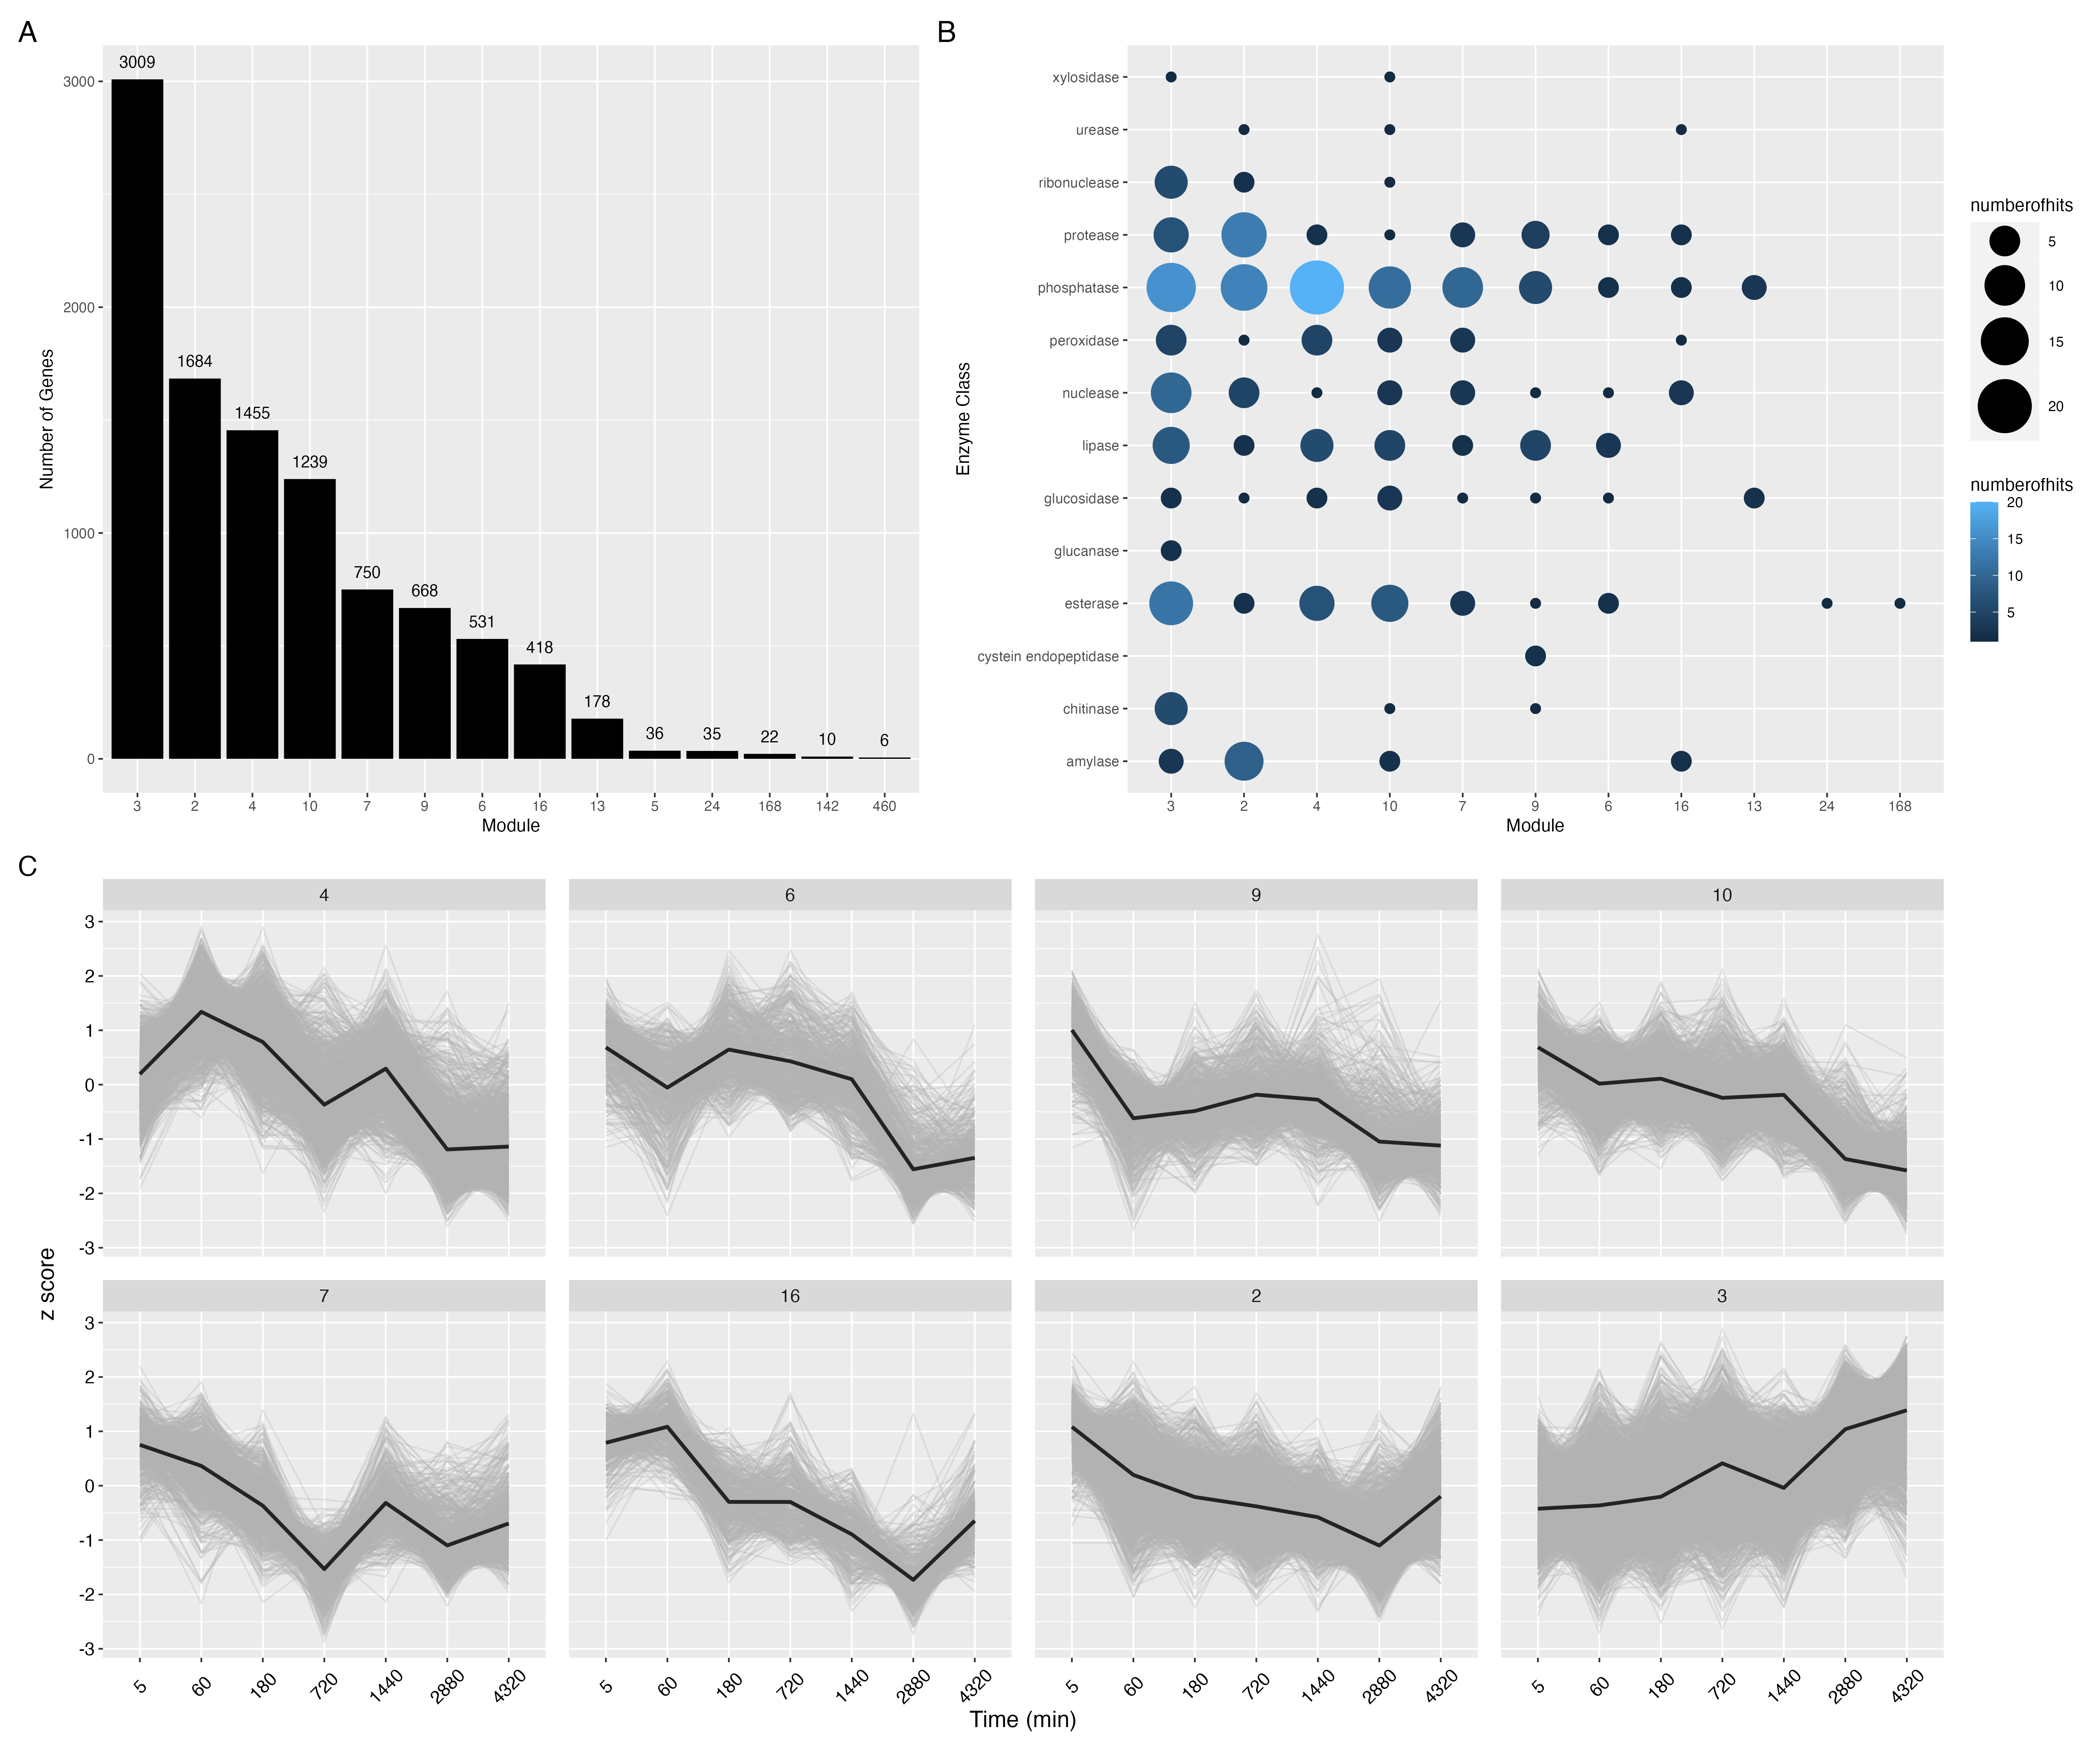 A
Number of Genes
3000
2000
1000
0
3009
1684
1455
1239
750
668
531
418
178
36
35
22
10
6
3 2 4 10 7 9 6 16 13 5 24 168 142 460
Module
B
Enzyme Class
xylosidase
urease
ribonuclease
protease
phosphatase
peroxidase
nuclease
lipase
glucosidase
glucanase
esterase
cystein endopeptidase
chitinase
amylase
3 2 4 10 7 9 6 16 13 24 168
Module
numberofhits
5
10
15
20
numberofhits
20
15
10
5
C
z score
4 6 9 10
3
2
1
0
-1
-2
-3
7 16 2 3
3
2
1
0
-1
-2
-3
5 60 180 720 1440 2880 4320 5 60 180 720 1440 2880 4320 5 60 180 720 1440 2880 4320 5 60 180 720 1440 2880 4320
Time (min)